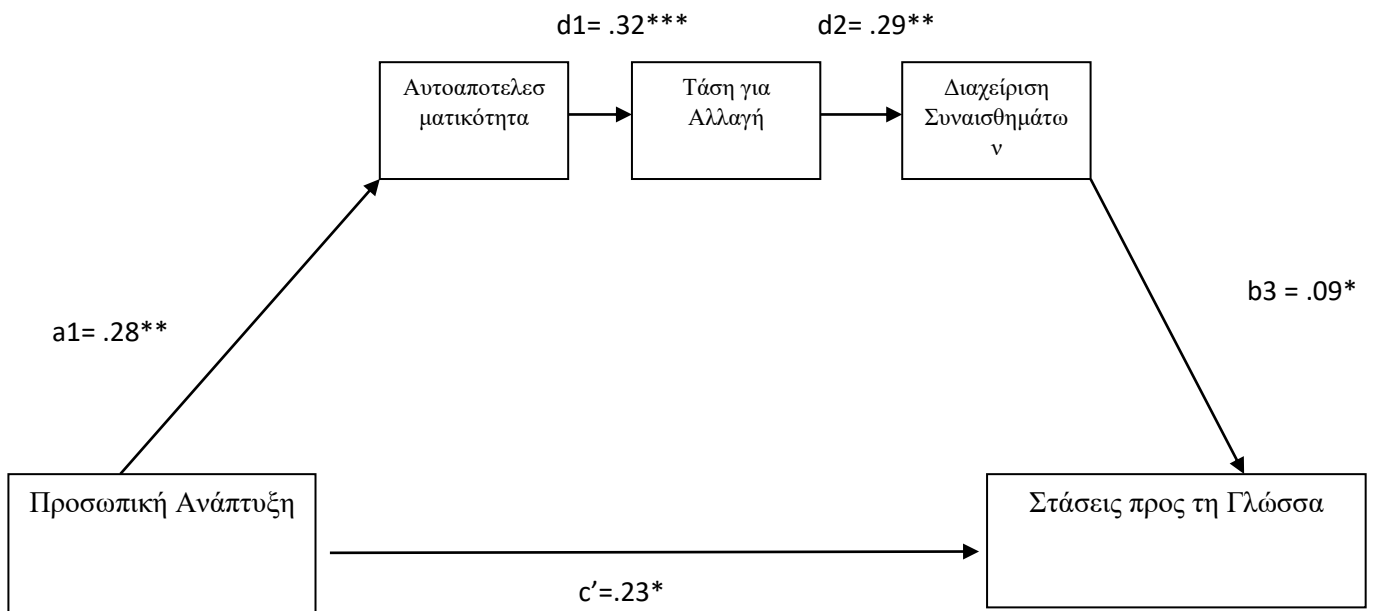 d1= .32***
d2= .29**
Αυτοαποτελεσ
ματικότητα
Τάση για
Αλλαγή
Διαχείριση
Συναισθημάτω
ν
b3 = .09*
a1= .28**
Προσωπική Ανάπτυξη
Στάσεις προς τη Γλώσσα
c’=.23*